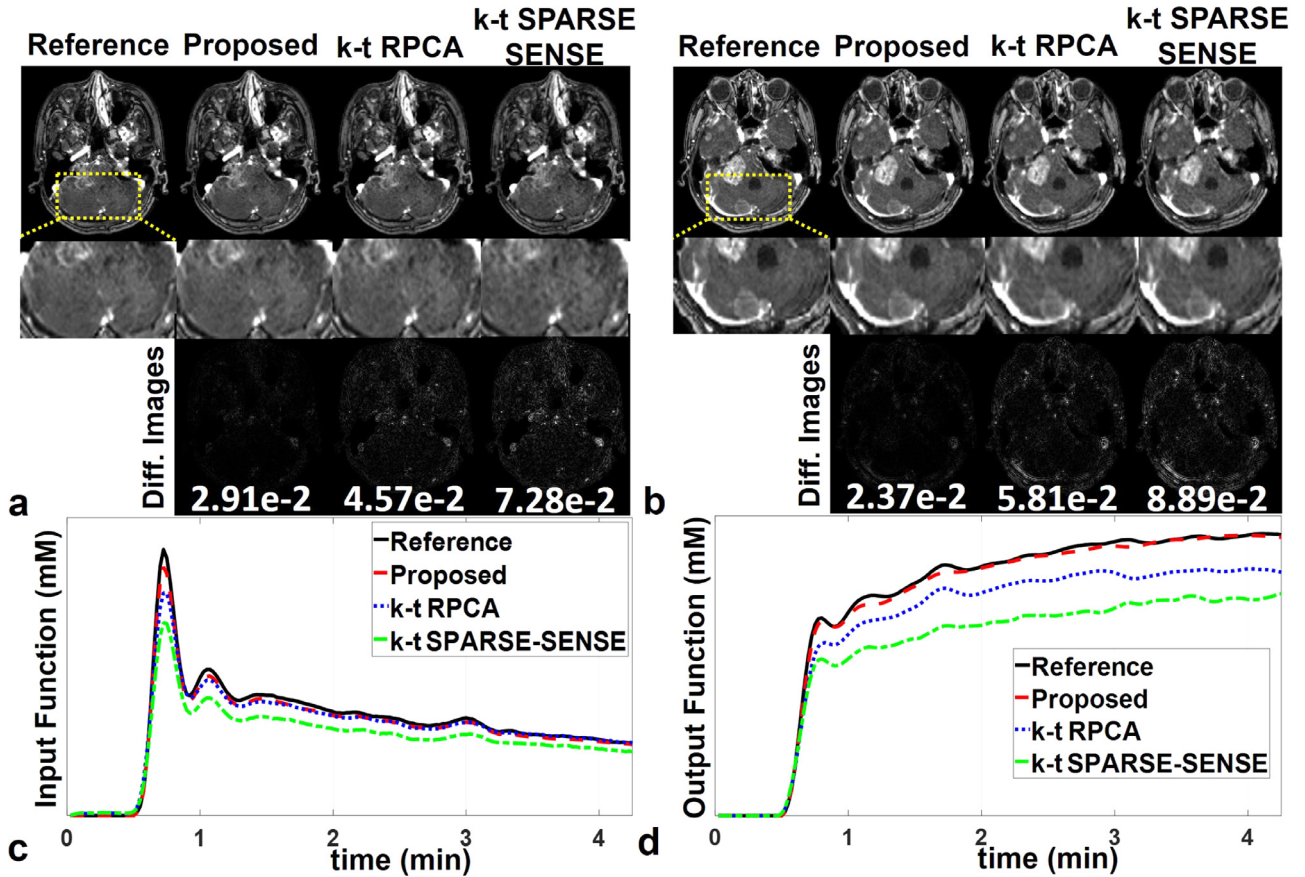 Reference
Proposed
k-t RPCA
k-t SPARSE
SENSE
Diff. Images
2.91e-2
4.57e-2
7.28e-2
a
Reference
Proposed
k-t RPCA
k-t SPARSE
SENSE
Diff. Images
2.37e-2
5.81e-2
8.89e-2
b
Input Function (mM)
Reference
Proposed
k-t RPCA
k-t SPARSE-SENSE
0 1 2 3 4
time (min)
c
Output Function (mM)
Reference
Proposed
k-t RPCA
k-t SPARSE-SENSE
0 1 2 3 4
time (min)
d